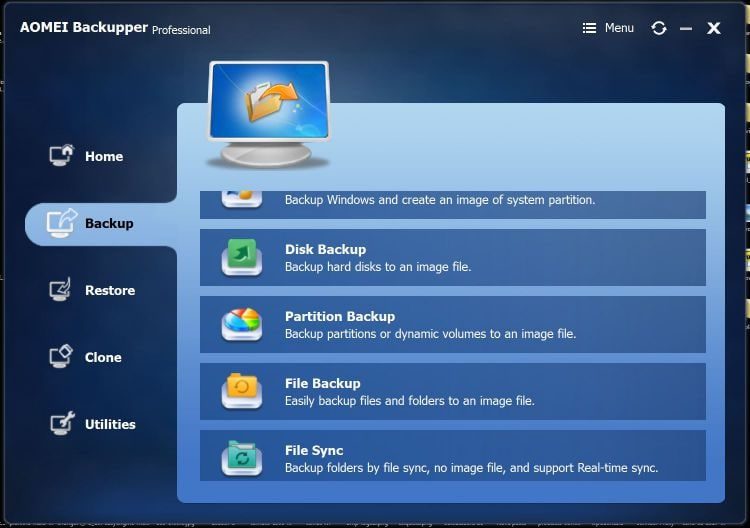 AOMEI Backupper Professional
Menu
Home
Backup
Restore
Clone
Utilities
Backup Windows and create an image of system partition.
Disk Backup
Backup hard disks to an image file.
Partition Backup
Backup partitions or dynamic volumes to an image file.
File Backup
Easily backup files and folders to an image file.
File Sync
Backup folders by file sync, no image file, and support Real-time sync.